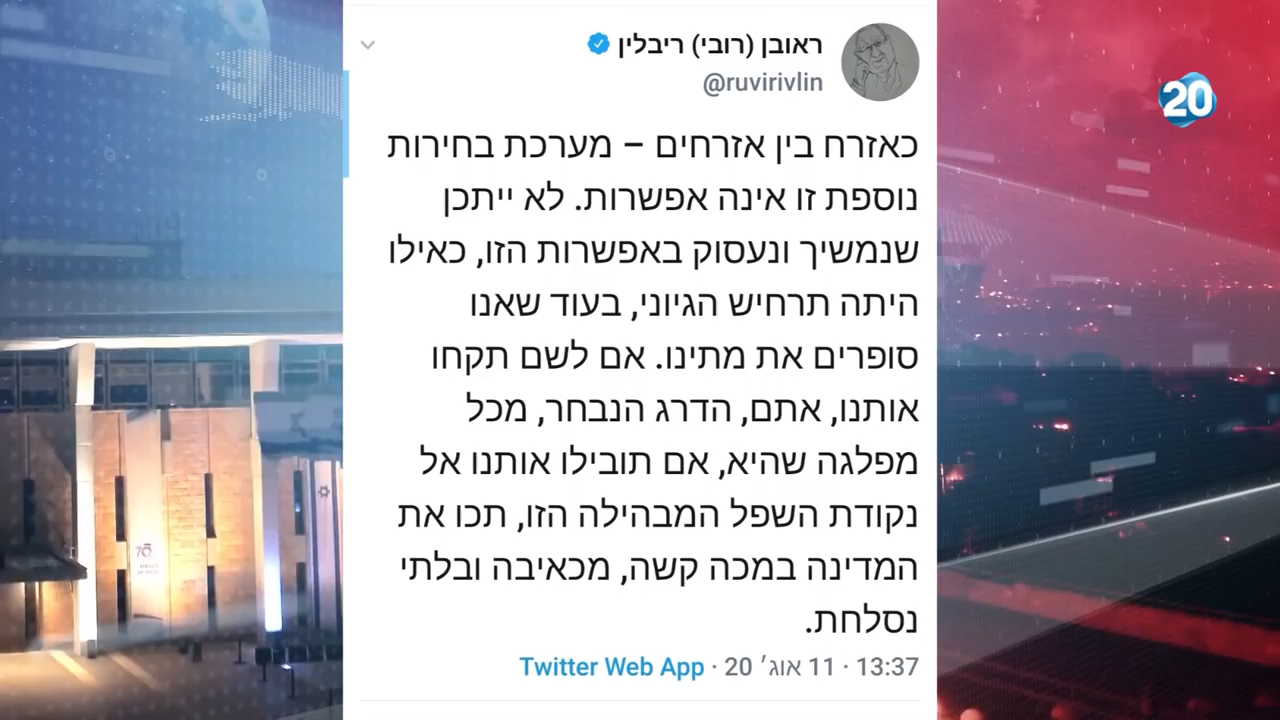 ראובן (רובי) ריבלין
@ruvirivlin
20
כאזרח בין אזרחים – מערכת בחירות
נוספת זו אינה אפשרות. לא ייתכן
שנמשיך ונעסוק באפשרות הזו, כאילו
היתה תרחיש הגיוני, בעוד שאנו
סופרים את מתינו. אם לשם תקחו
אותנו, אתם, הדרג הנבחר, מכל
מפלגה שהיא, אם תובילו אותנו אל
נקודת השפל המבהילה הזו, תכו את
המדינה במכה קשה, מכאיבה ובלתי
נסלחת.
13:37 · 11 אוג׳ 20 · Twitter Web App
70